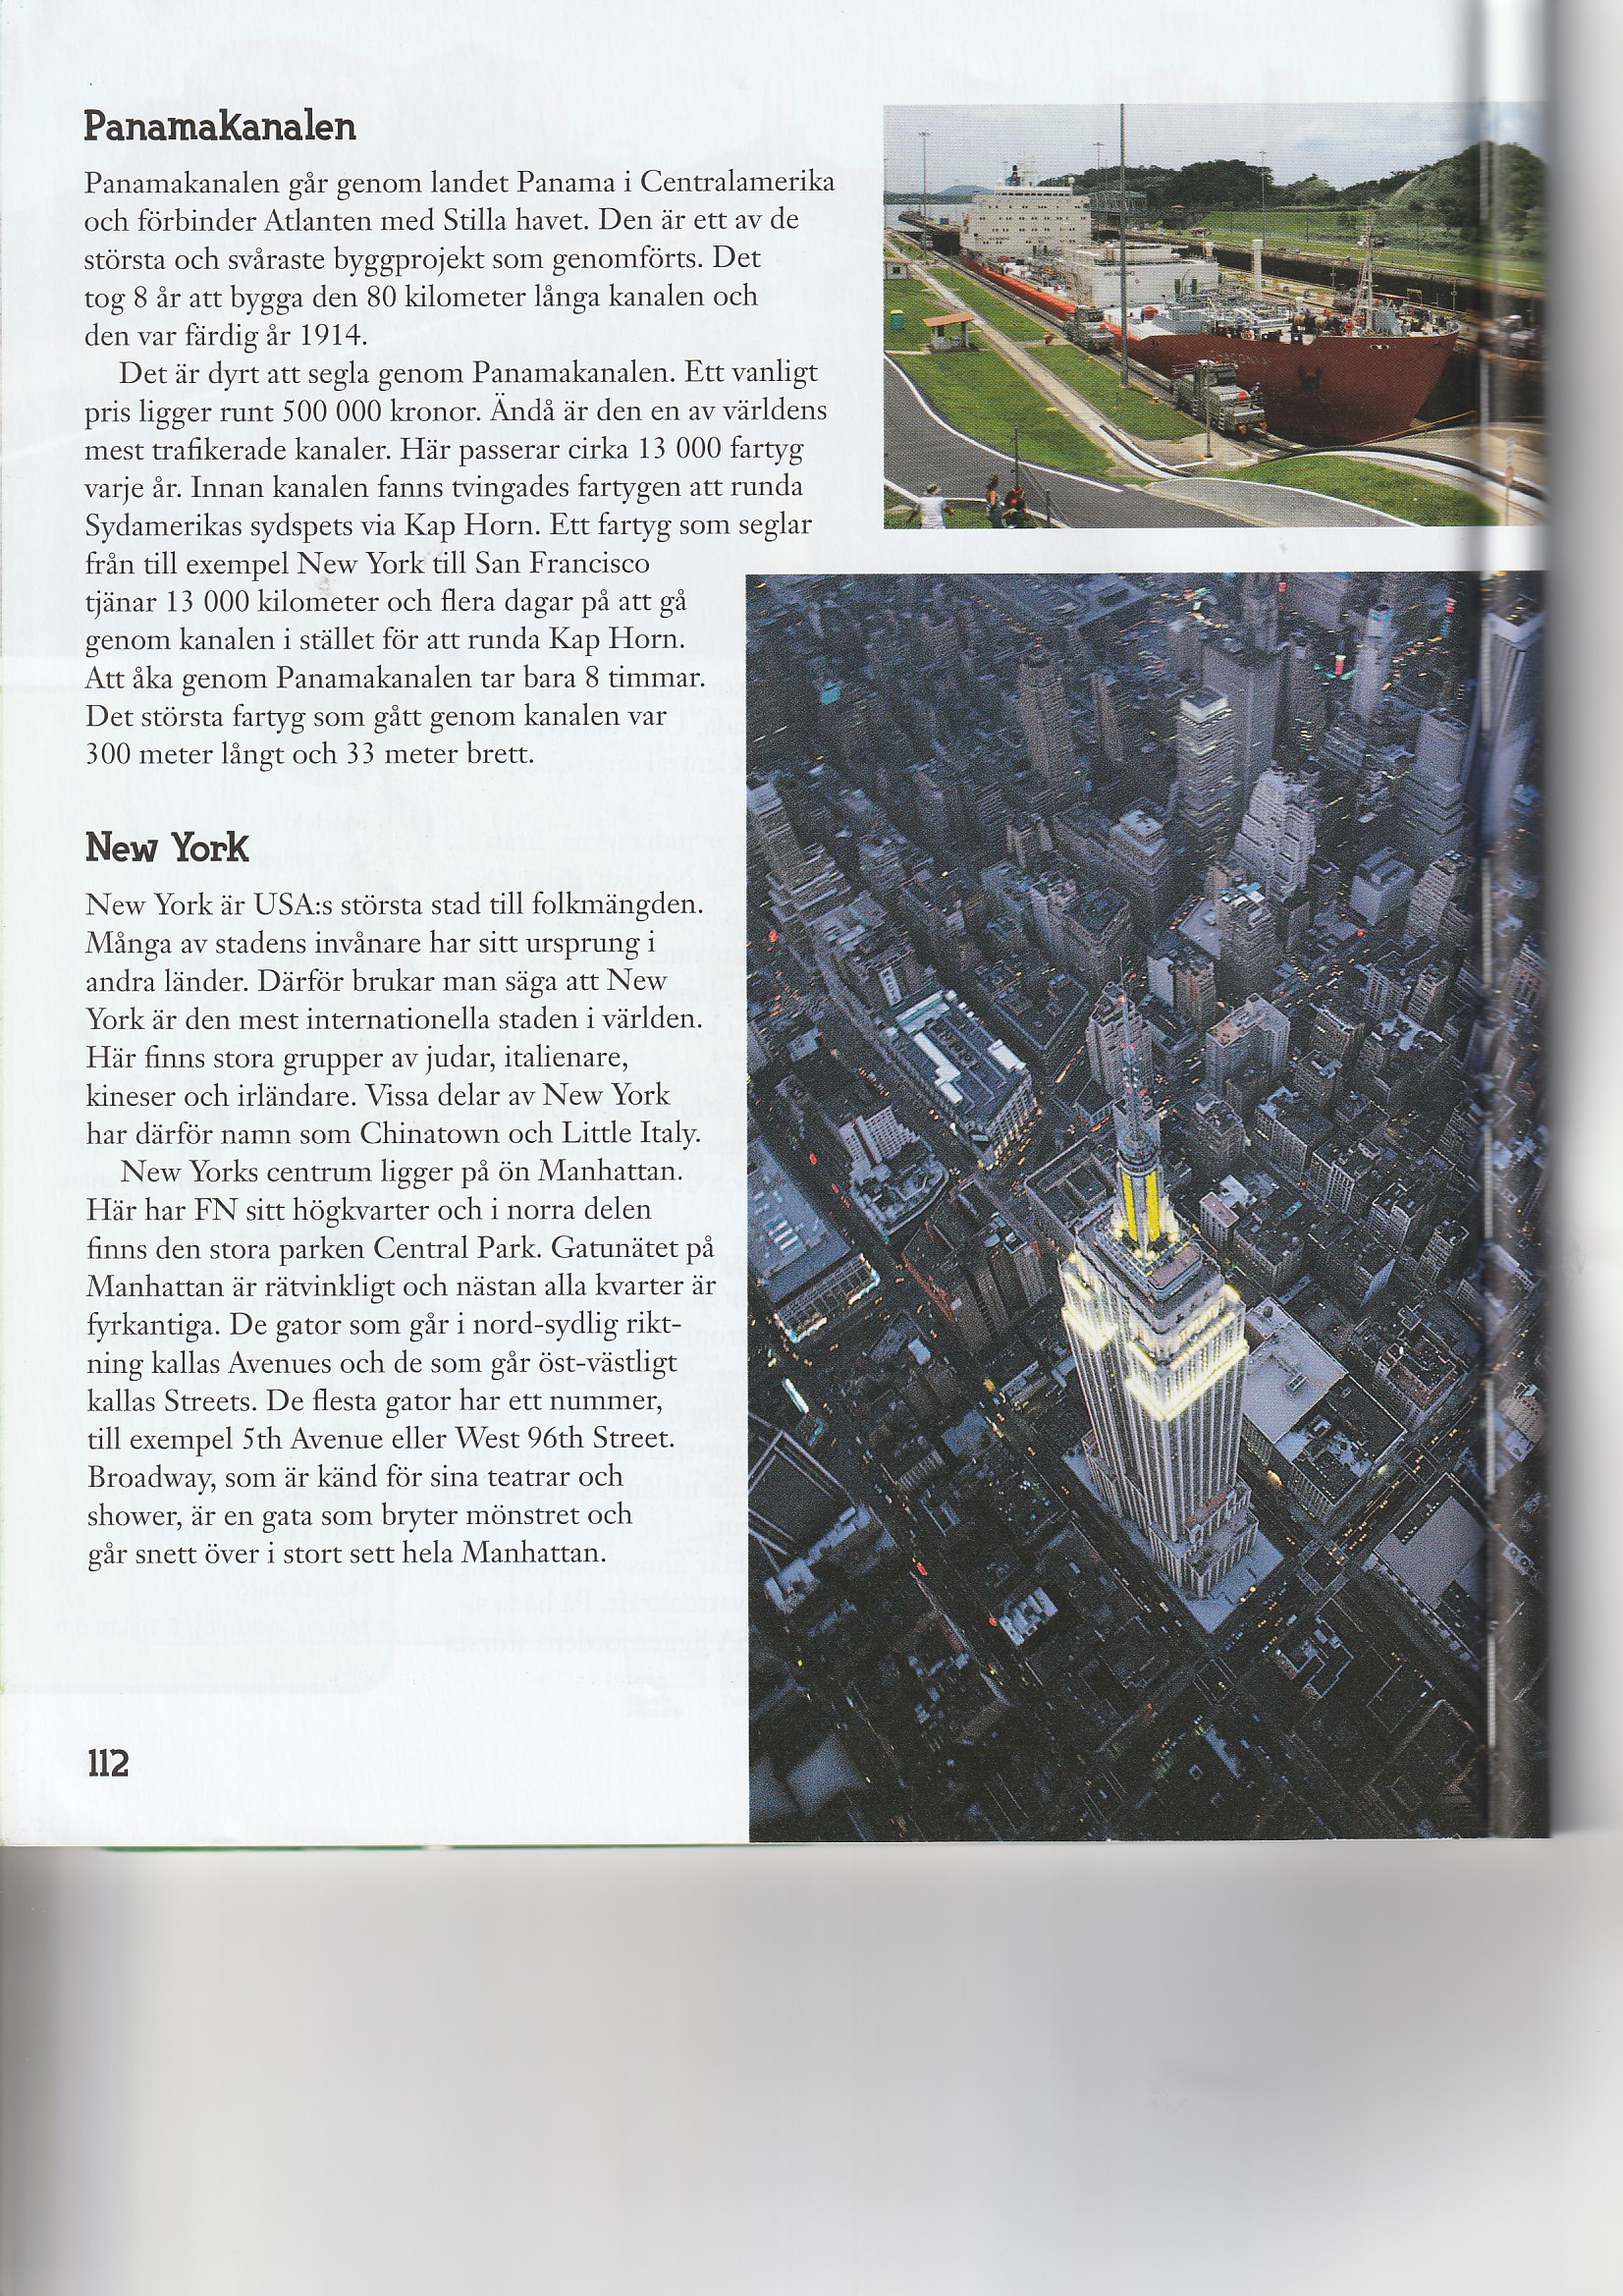 Panamakanalen
Panamakanalen går genom landet Panama i Centralamerika
och förbinder Atlanten med Stilla havet. Den är ett av de
största och svåraste byggprojekt som genomförts. Det
tog 8 år att bygga den 80 kilometer långa kanalen och
den var färdig år 1914.
Det är dyrt att segla genom Panamakanalen. Ett vanligt
pris ligger runt 500 000 kronor. Ändå är den en av världens
mest trafikerade kanaler. Här passerar cirka 13 000 fartyg
varje år. Innan kanalen fanns tvingades fartygen att runda
Sydamerikas sydspets via Kap Horn. Ett fartyg som seglar
från till exempel New York till San Francisco
tjänar 13 000 kilometer och flera dagar på att gå
genom kanalen i stället för att runda Kap Horn.
Att åka genom Panamakanalen tar bara 8 timmar.
Det största fartyg som gått genom kanalen var
300 meter långt och 33 meter brett.
New York
New York är USA:s största stad till folkmängden.
Många av stadens invånare har sitt ursprung i
andra länder. Därför brukar man säga att New
York är den mest internationella staden i världen.
Här finns stora grupper av judar, italienare,
kineser och irländare. Vissa delar av New York
har därför namn som Chinatown och Little Italy.
New Yorks centrum ligger på ön Manhattan.
Här har FN sitt högkvarter och i norra delen
finns den stora parken Central Park. Gatunätet på
Manhattan är rätvinkligt och nästan alla kvarter är
fyrkantiga. De gator som går i nord-sydlig rikt-
ning kallas Avenues och de som går öst-västligt
kallas Streets. De flesta gator har ett nummer,
till exempel 5th Avenue eller West 96th Street.
Broadway, som är känd för sina teatrar och
shower, är en gata som bryter mönstret och
går snett över i stort sett hela Manhattan.
112